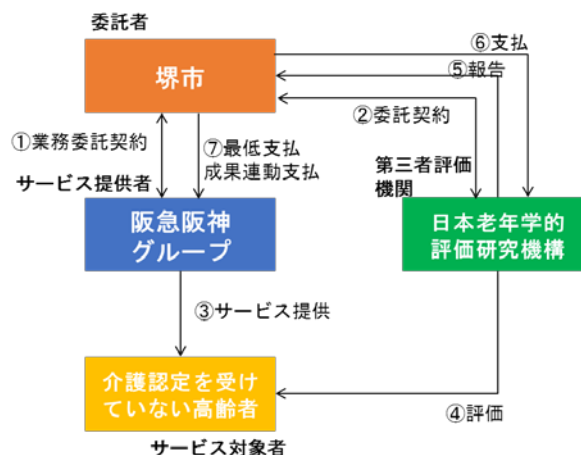 委託者
堺市
⑥支払
⑤報告
②委託契約
①業務委託契約
⑦最低支払
成果連動支払
サービス提供者
第三者評価
機関
阪急阪神
グループ
日本老年学的
評価研究機構
③サービス提供
介護認定を受け
ていない高齢者
④評価
サービス対象者